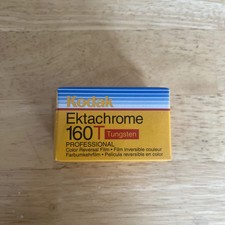 Kodak
Ektachrome
160T Tungsten
PROFESSIONAL
Color Reversal Film • Film inversible couleur
Farbumkehrfilm • Película reversible en color